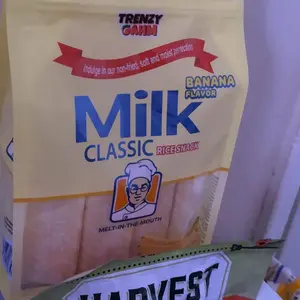 TRENZY
GAHM
Indulge in our non-fried, soft and moist perfection
BANANA
FLAVOR
Milk
CLASSIC RICE SNACK
MELT-IN-THE-MOUTH
HARVEST